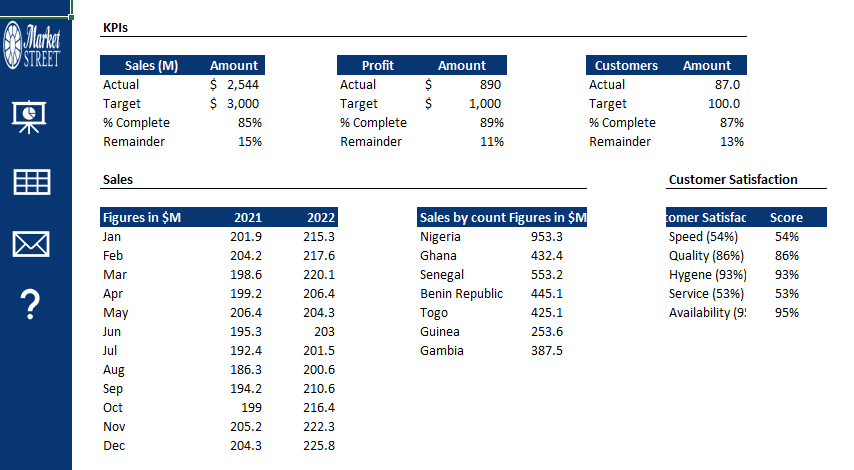 Market
STREET
KPIs
Sales (M) Amount Profit Amount Customers Amount
Actual $ 2,544 Actual $ 890 Actual 87.0
Target $ 3,000 Target $ 1,000 Target 100.0
% Complete 85% % Complete 89% % Complete 87%
Remainder 15% Remainder 11% Remainder 13%
Sales Customer Satisfaction
Figures in $M 2021 2022 Sales by count Figures in $M tomer Satisfac Score
Jan 201.9 215.3 Nigeria 953.3 Speed (54%) 54%
Feb 204.2 217.6 Ghana 432.4 Quality (86%) 86%
Mar 198.6 220.1 Senegal 553.2 Hygene (93%) 93%
Apr 199.2 206.4 Benin Republic 445.1 Service (53%) 53%
May 206.4 204.3 Togo 425.1 Availability (95 95%
Jun 195.3 203 Guinea 253.6
Jul 192.4 201.5 Gambia 387.5
Aug 186.3 200.6
Sep 194.2 210.6
Oct 199 216.4
Nov 205.2 222.3
Dec 204.3 225.8
?